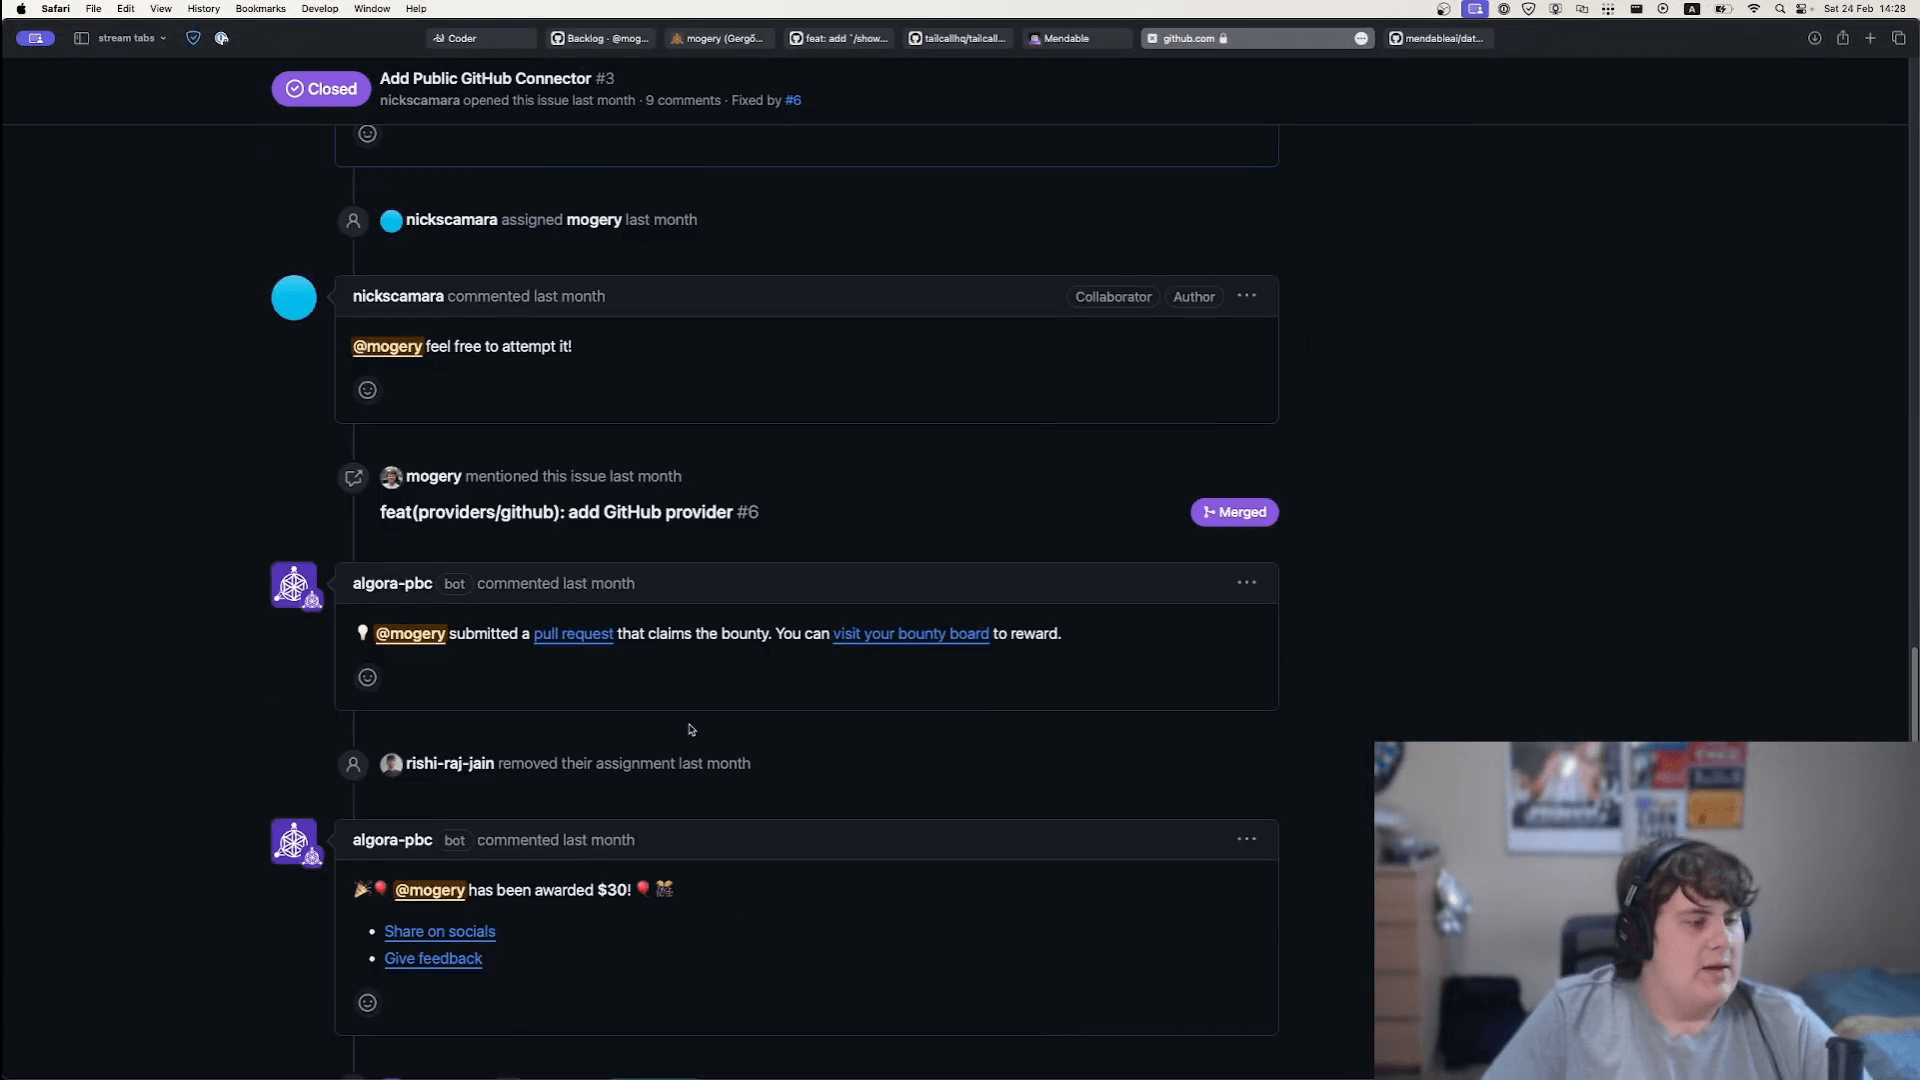 Safari File Edit View History Bookmarks Develop Window Help A Sat 24 Feb 14:28
stream tabs Coder Backlog · @mog... mogery (Gergő... feat: add `/show... tailcallhq/tailcall... Mendable github.com mendableai/dat...
Closed
Add Public GitHub Connector #3
nickscamara opened this issue last month · 9 comments · Fixed by #6
nickscamara assigned mogery last month
nickscamara commented last month Collaborator Author ...
@mogery feel free to attempt it!
mogery mentioned this issue last month
feat(providers/github): add GitHub provider #6 Merged
algora-pbc bot commented last month ...
@mogery submitted a pull request that claims the bounty. You can visit your bounty board to reward.
rishi-raj-jain removed their assignment last month
algora-pbc bot commented last month ...
@mogery has been awarded $30!
• Share on socials
• Give feedback